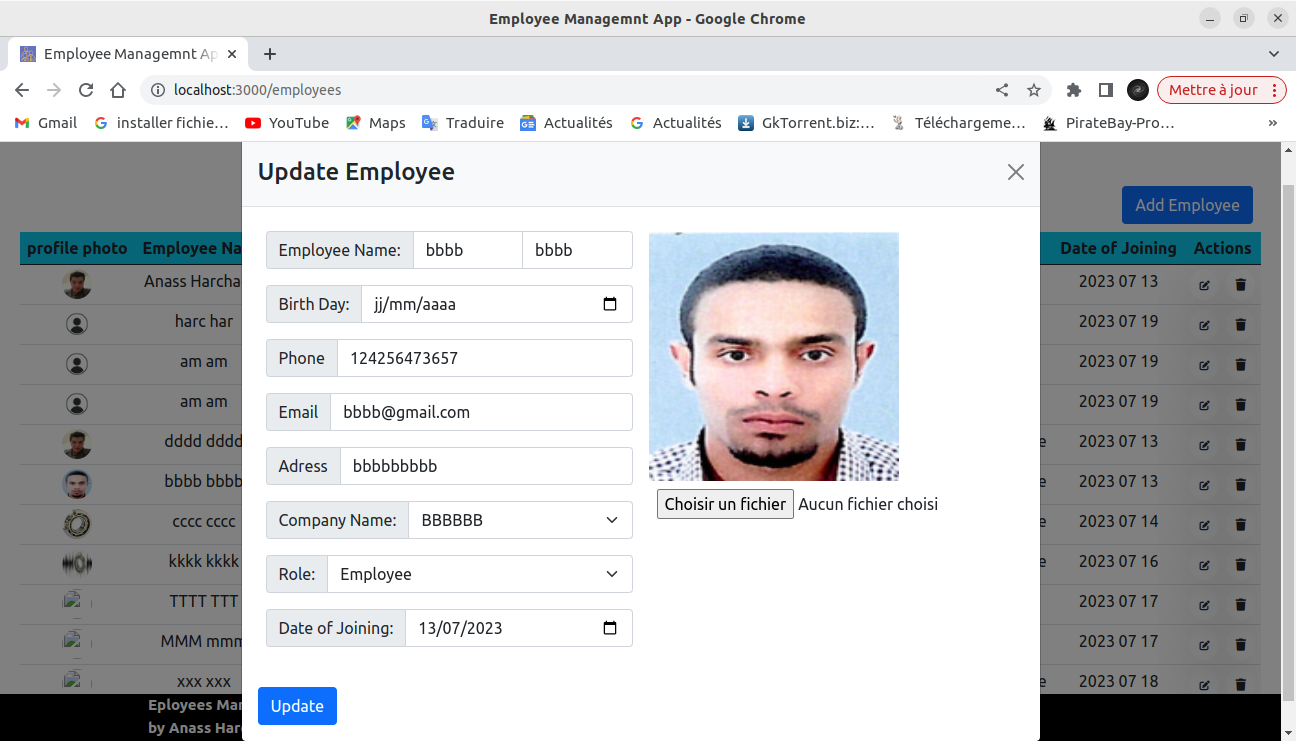 Employee Managemnt App - Google Chrome
Employee Managemnt Ap
localhost:3000/employees
Mettre à jour
Gmail
installer fichie...
YouTube
Maps
Traduire
Actualités
Actualités
GkTorrent.biz:...
Téléchargeme...
PirateBay-Pro...
»
Update Employee
Add Employee
profile photo
Employee Na
Date of Joining
Actions
Anass Harcha
2023 07 13
harc har
2023 07 19
am am
2023 07 19
am am
2023 07 19
dddd dddd
e
2023 07 13
bbbb bbbb
e
2023 07 13
cccc cccc
e
2023 07 14
kkkk kkkk
e
2023 07 16
TTTT TTT
e
2023 07 17
MMM mmm
e
2023 07 17
xxx xxx
e
2023 07 18
Employee Name:
bbbb
bbbb
Birth Day:
jj/mm/aaaa
Phone
124256473657
Email
bbbb@gmail.com
Adress
bbbbbbbbb
Company Name:
BBBBBB
Role:
Employee
Date of Joining:
13/07/2023
Choisir un fichier
Aucun fichier choisi
Update
Eployees Mar
by Anass Har